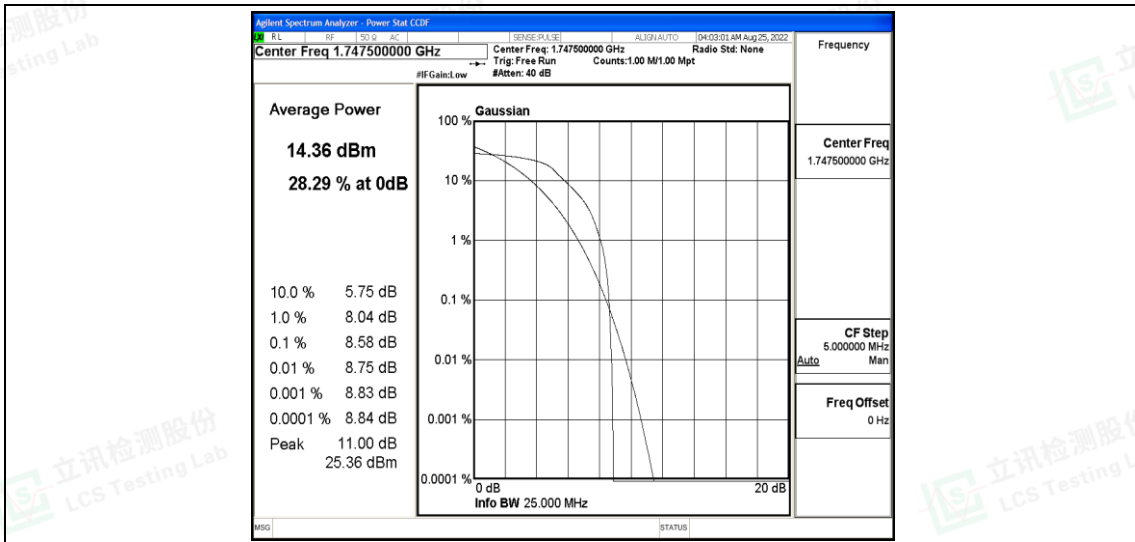 Agilent Spectrum Analyzer - Power Stat CCDF
LXI RL RF 50 Ω AC SENSE:PULSE ALIGN AUTO 04:03:01 AM Aug 25, 2022
Center Freq 1.747500000 GHz
Center Freq: 1.747500000 GHz Radio Std: None
Trig: Free Run Counts:1.00 M/1.00 Mpt
#IFGain:Low #Atten: 40 dB
Frequency
Average Power
14.36 dBm
28.29 % at 0dB
10.0 % 5.75 dB
1.0 % 8.04 dB
0.1 % 8.58 dB
0.01 % 8.75 dB
0.001 % 8.83 dB
0.0001 % 8.84 dB
Peak 11.00 dB
25.36 dBm
Gaussian
100 %
10 %
1 %
0.1 %
0.01 %
0.001 %
0.0001 %
0 dB 20 dB
Info BW 25.000 MHz
Center Freq
1.747500000 GHz
CF Step
5.000000 MHz
Auto Man
Freq Offset
0 Hz
MSG STATUS
立讯检测股份
LCS Testing Lab
立讯检测股份
LCS Testing L